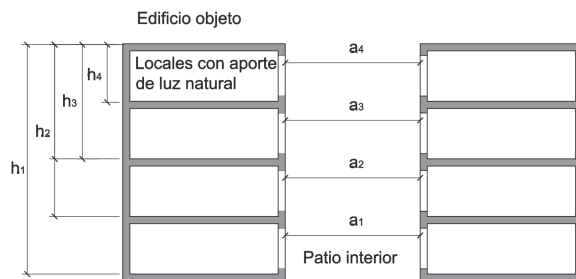 Edificio objeto
Locales con aporte
de luz natural
h4
h3
h2
h1
a4
a3
a2
a1
Patio interior